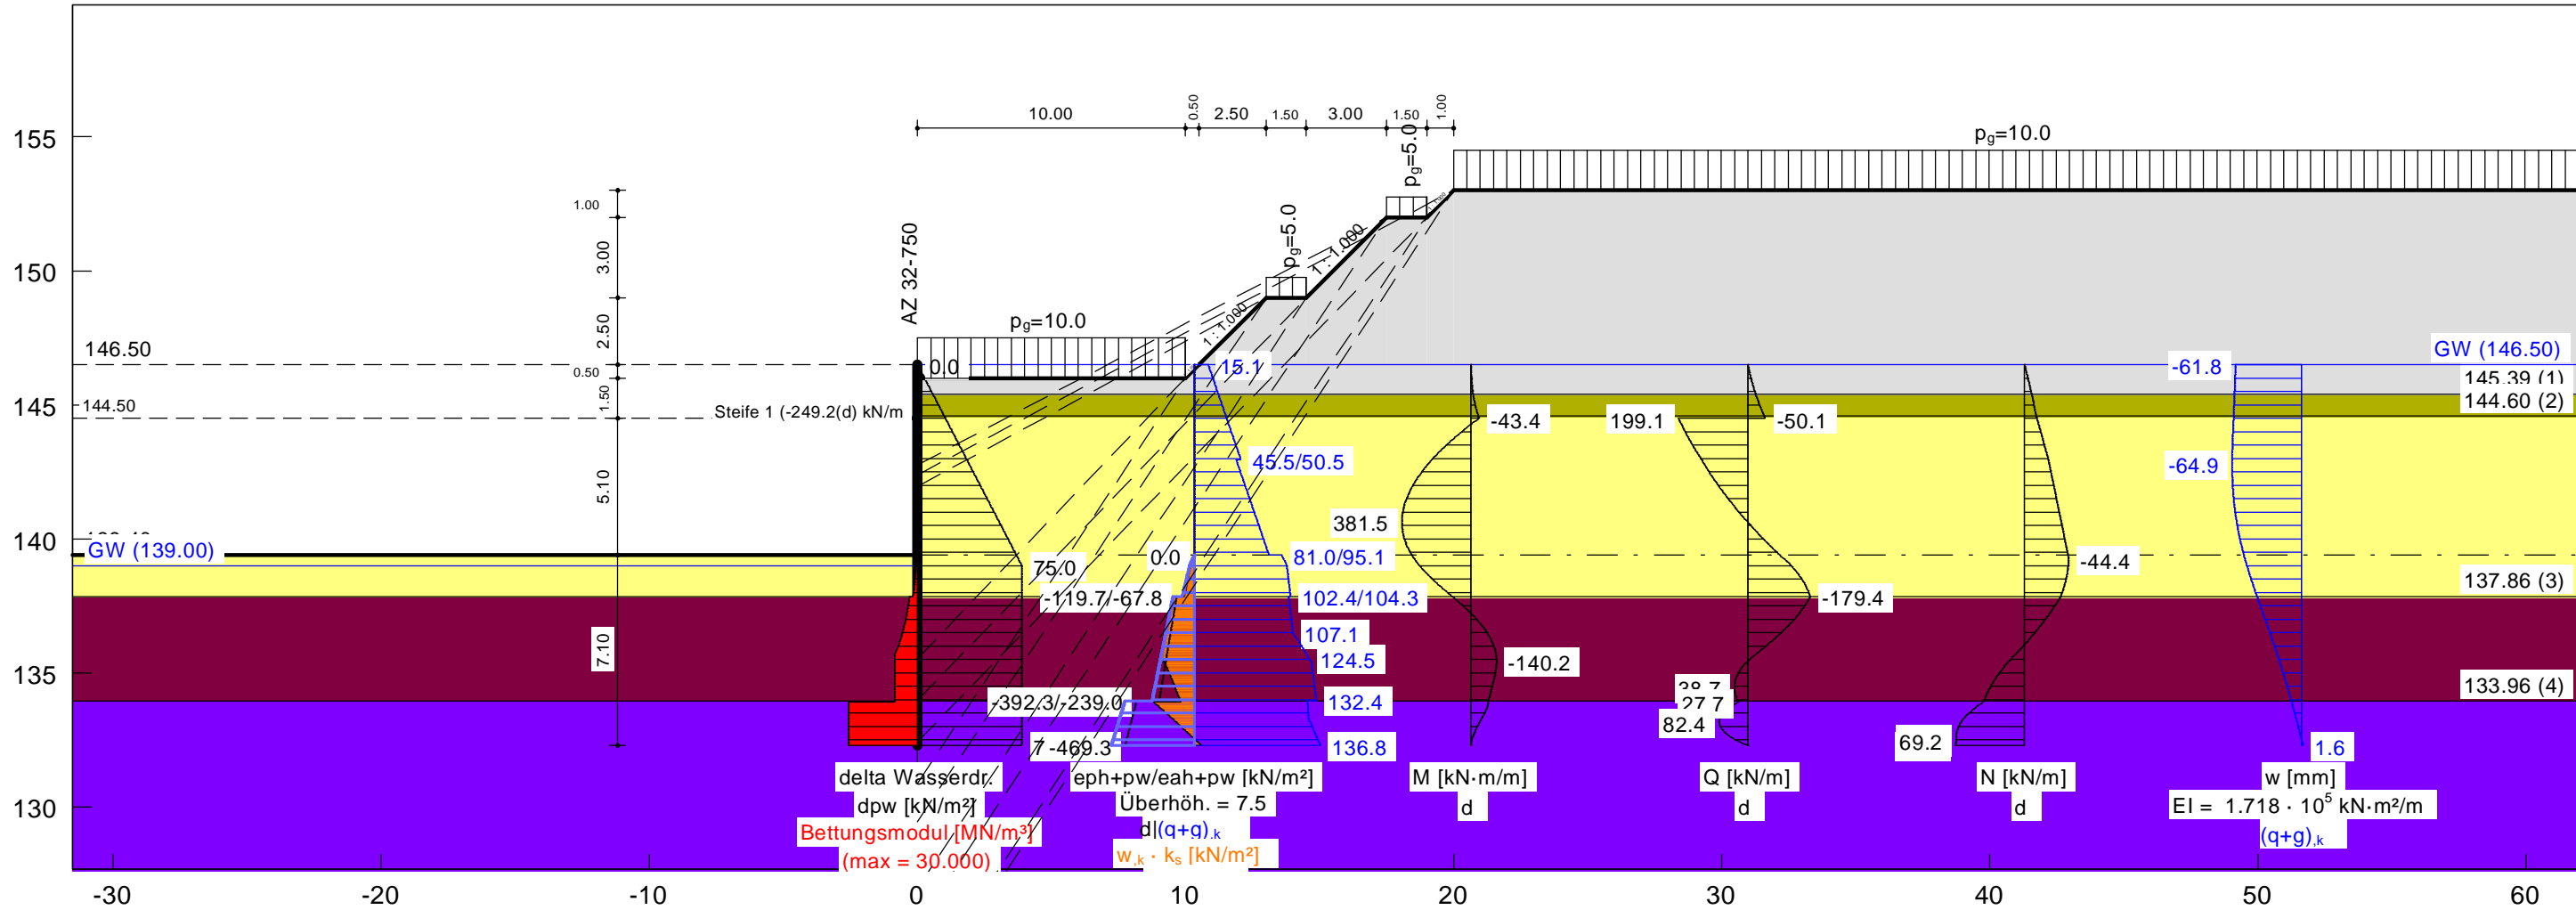 10.00
0.50
2.50
1.50
3.00
1.50
1.00
155
150
145
140
135
130
pg=10.0
pg=5.0
pg=5.0
pg=10.0
1 : 1.000
1 : 1.000
AZ 32-750
1.00
3.00
2.50
0.50
1.50
5.10
7.10
146.50
144.50
Steife 1 (-249.2(d) kN/m
GW (139.00)
GW (146.50)
145.39 (1)
144.60 (2)
137.86 (3)
133.96 (4)
0.0
75.0
15.1
45.5/50.5
0.0
81.0/95.1
-119.7/-67.8
102.4/104.3
107.1
124.5
-392.3/-239.0
132.4
7 -469.3
136.8
-43.4
381.5
-140.2
199.1
-50.1
-179.4
38.7
27.7
82.4
-44.4
69.2
-61.8
-64.9
1.6
delta Wasserdr.
dpw [kN/m²]
Bettungsmodul [MN/m³]
(max = 30.000)
eph+pw/eah+pw [kN/m²]
Überhöh. = 7.5
d|(q+g),k
w,k · ks [kN/m²]
M [kN·m/m]
d
Q [kN/m]
d
N [kN/m]
d
w [mm]
EI = 1.718 · 10⁵ kN·m²/m
(q+g),k
-30
-20
-10
0
10
20
30
40
50
60